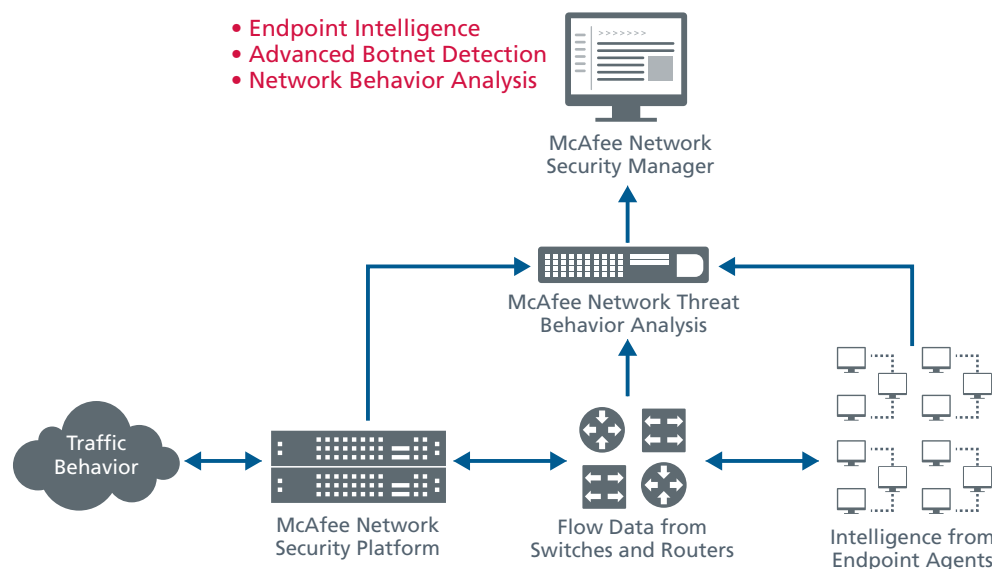 • Endpoint Intelligence
• Advanced Botnet Detection
• Network Behavior Analysis
>>>>>>>
McAfee Network
Security Manager
McAfee Network Threat
Behavior Analysis
Traffic
Behavior
McAfee Network
Security Platform
Flow Data from
Switches and Routers
Intelligence from
Endpoint Agents